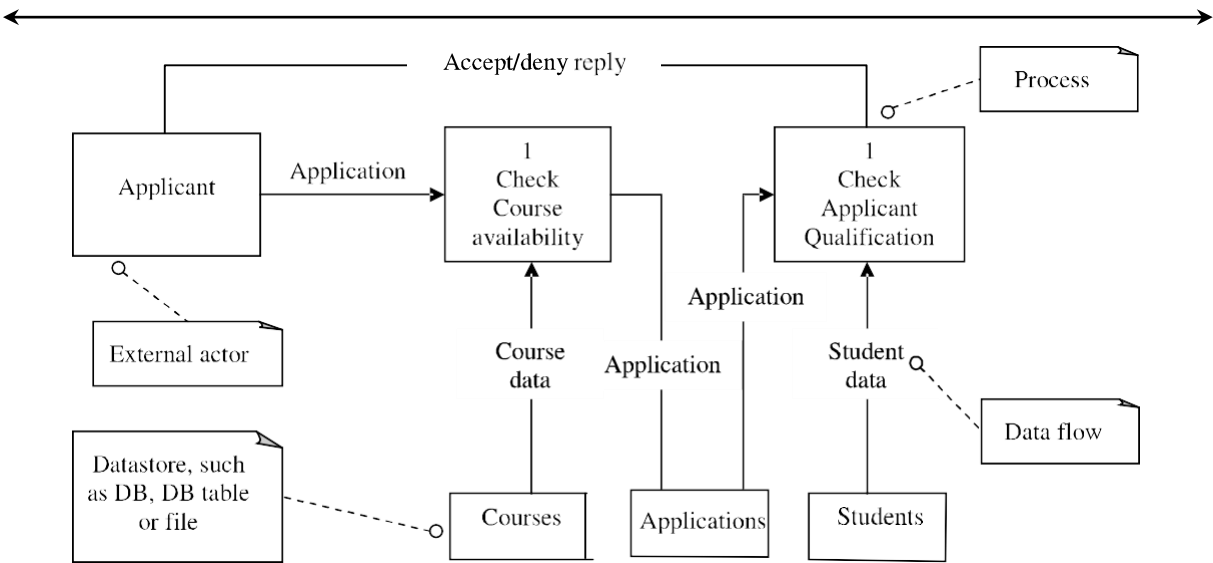 Accept/deny reply
Process
Applicant
Application
1
Check
Course
availability
1
Check
Applicant
Qualification
External actor
Application
Course
data
Application
Student
data
Data flow
Datastore, such
as DB, DB table
or file
Courses
Applications
Students